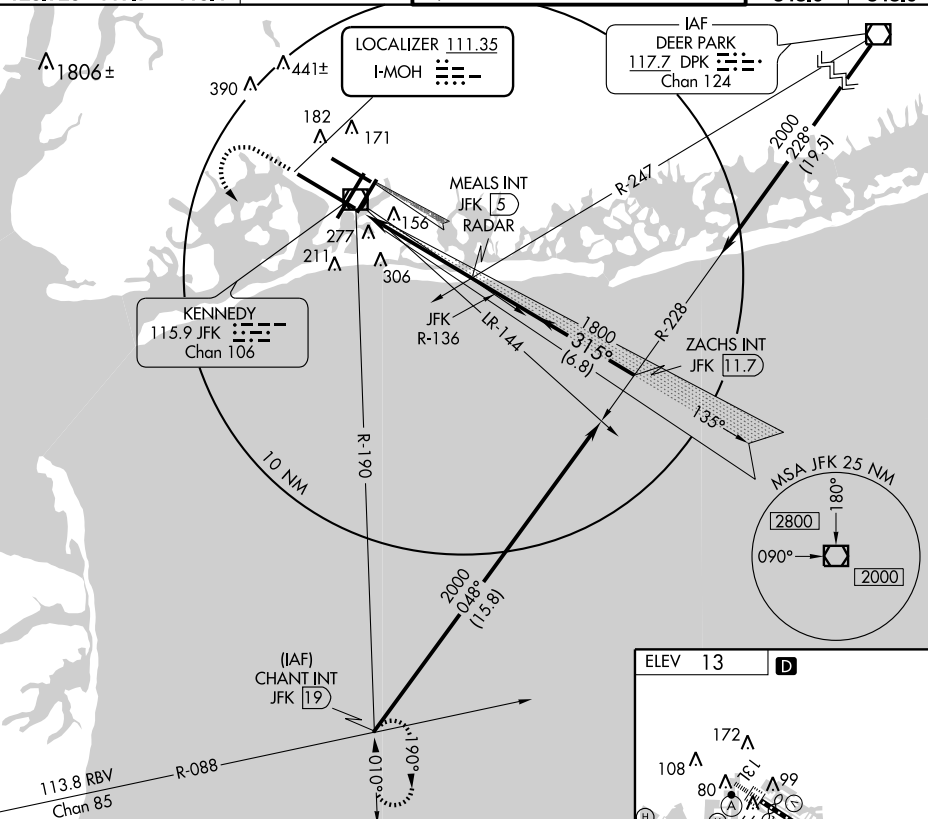 1806±
390
441±
LOCALIZER 111.35
I-MOH
IAF
DEER PARK
117.7 DPK
Chan 124
182
171
2000
228°
(19.5)
R-247
MEALS INT
JFK 5
RADAR
156
277
211
306
KENNEDY
115.9 JFK
Chan 106
JFK
R-136
LR-144
1800
315°
(6.8)
R-228
ZACHS INT
JFK 11.7
135°
R-190
10 NM
MSA JFK 25 NM
180°
2800
090°
2000
2000
048°
(15.8)
(IAF)
CHANT INT
JFK 19
190°
010°
113.8 RBV
Chan 85
R-088
ELEV 13
D
172
108
80
99
131
A
H
V